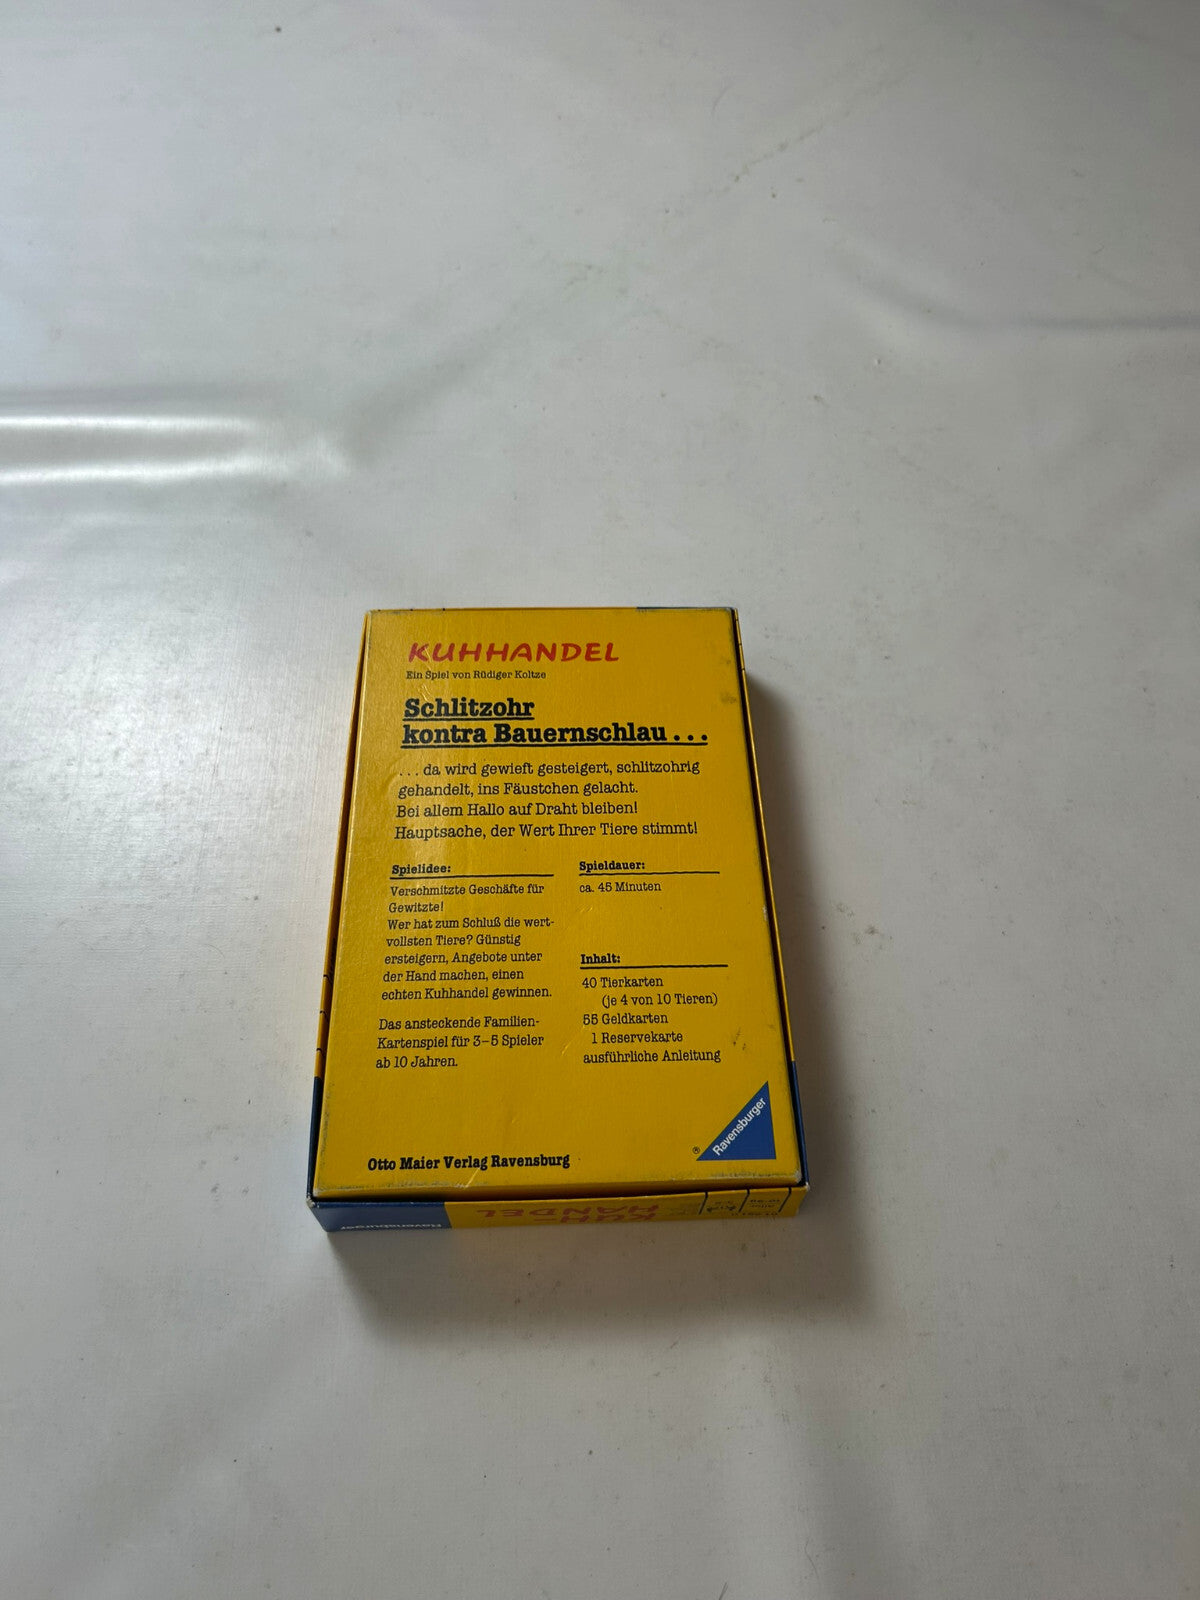 KUHHANDEL
Ein Spiel von Rüdiger Koltze
Schlitzohr
kontra Bauernschlau . . .
. . . da wird gewieft gesteigert, schlitzohrig
gehandelt, ins Fäustchen gelacht.
Bei allem Hallo auf Draht bleiben!
Hauptsache, der Wert Ihrer Tiere stimmt!
Spielidee:
Verschmitzte Geschäfte für
Gewitzte!
Wer hat zum Schluß die wert-
vollsten Tiere? Günstig
ersteigern, Angebote unter
der Hand machen, einen
echten Kuhhandel gewinnen.
Das ansteckende Familien-
Kartenspiel für 3–5 Spieler
ab 10 Jahren.
Spieldauer:
ca. 45 Minuten
Inhalt:
40 Tierkarten
(je 4 von 10 Tieren)
55 Geldkarten
1 Reservekarte
ausführliche Anleitung
® Ravensburger
Otto Maier Verlag Ravensburg
KUH-
HANDEL
Ravensburger